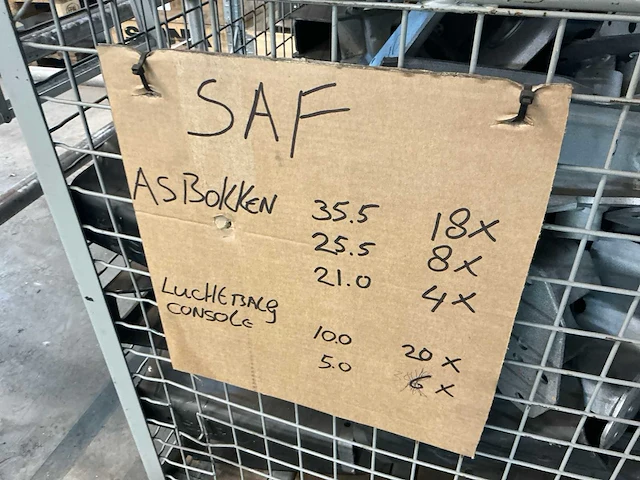 SAF
ASBOKKEN 35.5 18x
25.5 8x
21.0 4x
LUCHTBALG
CONSOLE
10.0 20x
5.0 6x